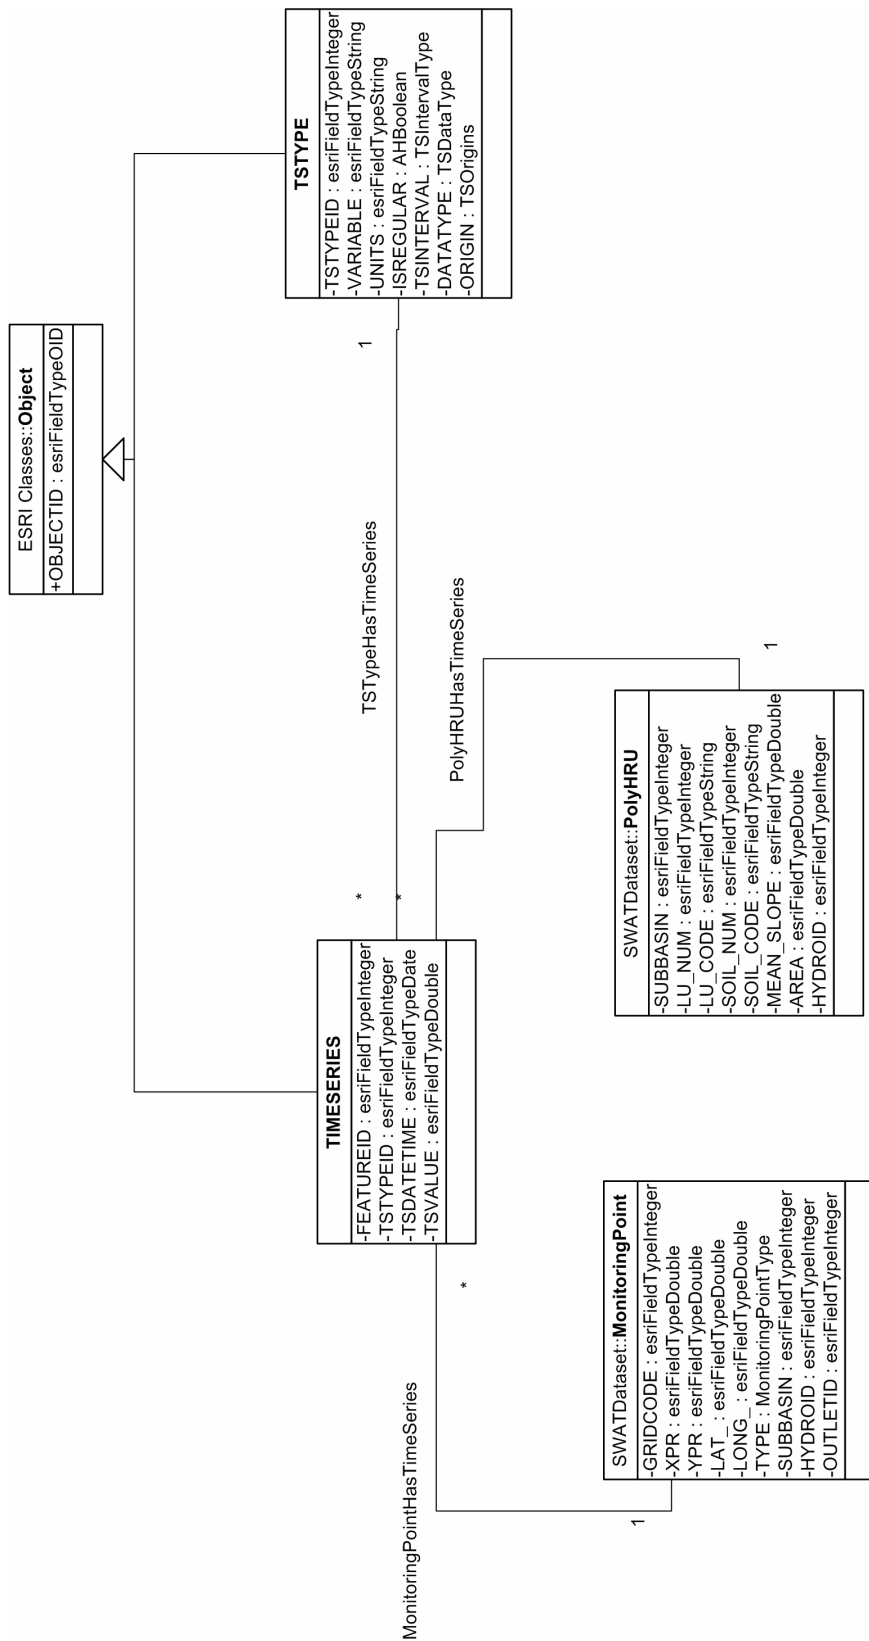 ESRI Classes::Object
+OBJECTID : esriFieldTypeOID
TIMESERIES
-FEATUREID : esriFieldTypeInteger
-TSTYPEID : esriFieldTypeInteger
-TSDATETIME : esriFieldTypeDate
-TSVALUE : esriFieldTypeDouble
TSTYPE
-TSTYPEID : esriFieldTypeInteger
-VARIABLE : esriFieldTypeString
-UNITS : esriFieldTypeString
-ISREGULAR : AHBoolean
-TSINTERVAL : TSIntervalType
-DATATYPE : TSDataType
-ORIGIN : TSOrigins
*
TSTypeHasTimeSeries
1
*
PolyHRUHasTimeSeries
1
MonitoringPointHasTimeSeries
*
1
SWATDataset::MonitoringPoint
-GRIDCODE : esriFieldTypeInteger
-XPR : esriFieldTypeDouble
-YPR : esriFieldTypeDouble
-LAT_ : esriFieldTypeDouble
-LONG_ : esriFieldTypeDouble
-TYPE : MonitoringPointType
-SUBBASIN : esriFieldTypeInteger
-HYDROID : esriFieldTypeInteger
-OUTLETID : esriFieldTypeInteger
SWATDataset::PolyHRU
-SUBBASIN : esriFieldTypeInteger
-LU_NUM : esriFieldTypeInteger
-LU_CODE : esriFieldTypeString
-SOIL_NUM : esriFieldTypeInteger
-SOIL_CODE : esriFieldTypeString
-MEAN_SLOPE : esriFieldTypeDouble
-AREA : esriFieldTypeDouble
-HYDROID : esriFieldTypeInteger